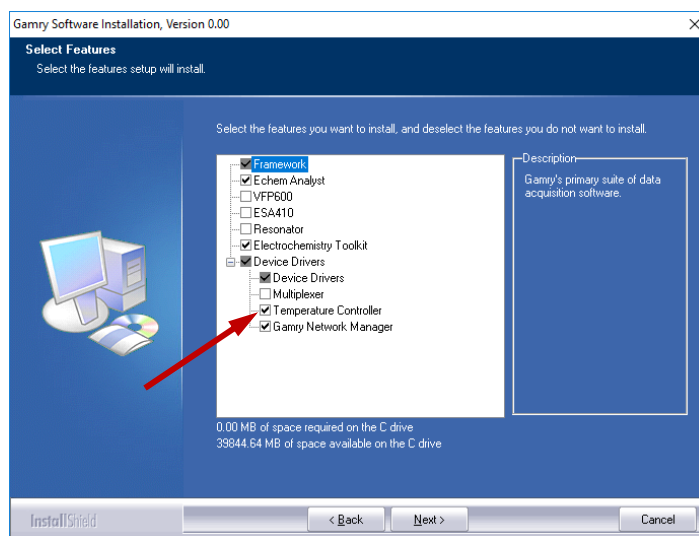 Gamry Software Installation, Version 0.00
Select Features
Select the features setup will install.
Select the features you want to install, and deselect the features you do not want to install.
Framework
Echem Analyst
VFP600
ESA410
Resonator
Electrochemistry Toolkit
Device Drivers
Device Drivers
Multiplexer
Temperature Controller
Gamry Network Manager
Description
Gamry's primary suite of data
acquisition software.
0.00 MB of space required on the C drive
39844.64 MB of space available on the C drive
InstallShield
< Back
Next >
Cancel